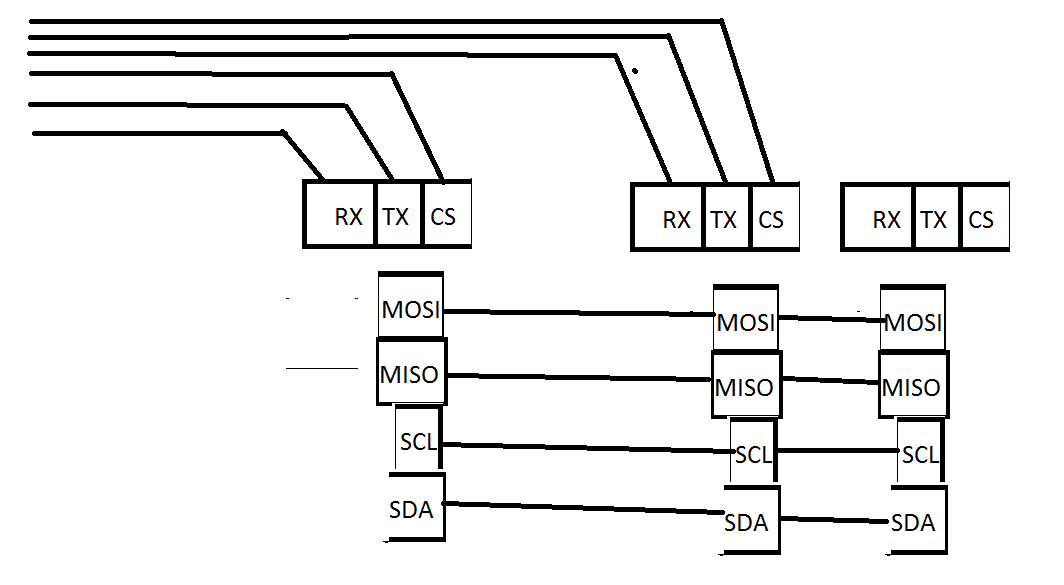 RX TX CS RX TX CS RX TX CS
MOSI MOSI MOSI
MISO MISO MISO
SCL SCL SCL
SDA SDA SDA